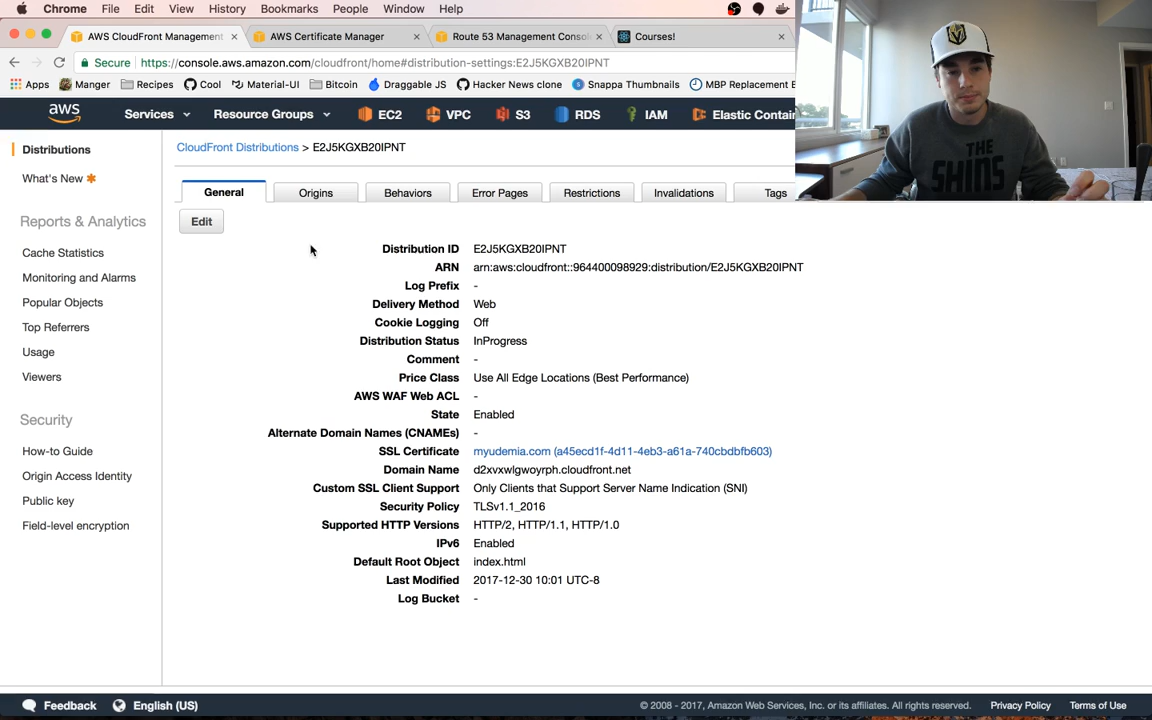 Chrome File Edit View History Bookmarks People Window Help
AWS CloudFront Management × AWS Certificate Manager × Route 53 Management Conso × Courses! ×
Secure https://console.aws.amazon.com/cloudfront/home#distribution-settings:E2J5KGXB20IPNT
Apps Manger Recipes Cool Material-UI Bitcoin Draggable JS Hacker News clone Snappa Thumbnails MBP Replacement B
aws Services Resource Groups EC2 VPC S3 RDS IAM Elastic Contain
THE
SHINS
Distributions
What's New
Reports & Analytics
Cache Statistics
Monitoring and Alarms
Popular Objects
Top Referrers
Usage
Viewers
Security
How-to Guide
Origin Access Identity
Public key
Field-level encryption
CloudFront Distributions > E2J5KGXB20IPNT
General Origins Behaviors Error Pages Restrictions Invalidations Tags
Edit
Distribution ID E2J5KGXB20IPNT
ARN arn:aws:cloudfront::964400098929:distribution/E2J5KGXB20IPNT
Log Prefix -
Delivery Method Web
Cookie Logging Off
Distribution Status InProgress
Comment -
Price Class Use All Edge Locations (Best Performance)
AWS WAF Web ACL -
State Enabled
Alternate Domain Names (CNAMEs) -
SSL Certificate myudemia.com (a45ecd1f-4d11-4eb3-a61a-740cbdbfb603)
Domain Name d2xvxwlgwoyrph.cloudfront.net
Custom SSL Client Support Only Clients that Support Server Name Indication (SNI)
Security Policy TLSv1.1_2016
Supported HTTP Versions HTTP/2, HTTP/1.1, HTTP/1.0
IPv6 Enabled
Default Root Object index.html
Last Modified 2017-12-30 10:01 UTC-8
Log Bucket -
Feedback English (US) © 2008 - 2017, Amazon Web Services, Inc. or its affiliates. All rights reserved. Privacy Policy Terms of Use